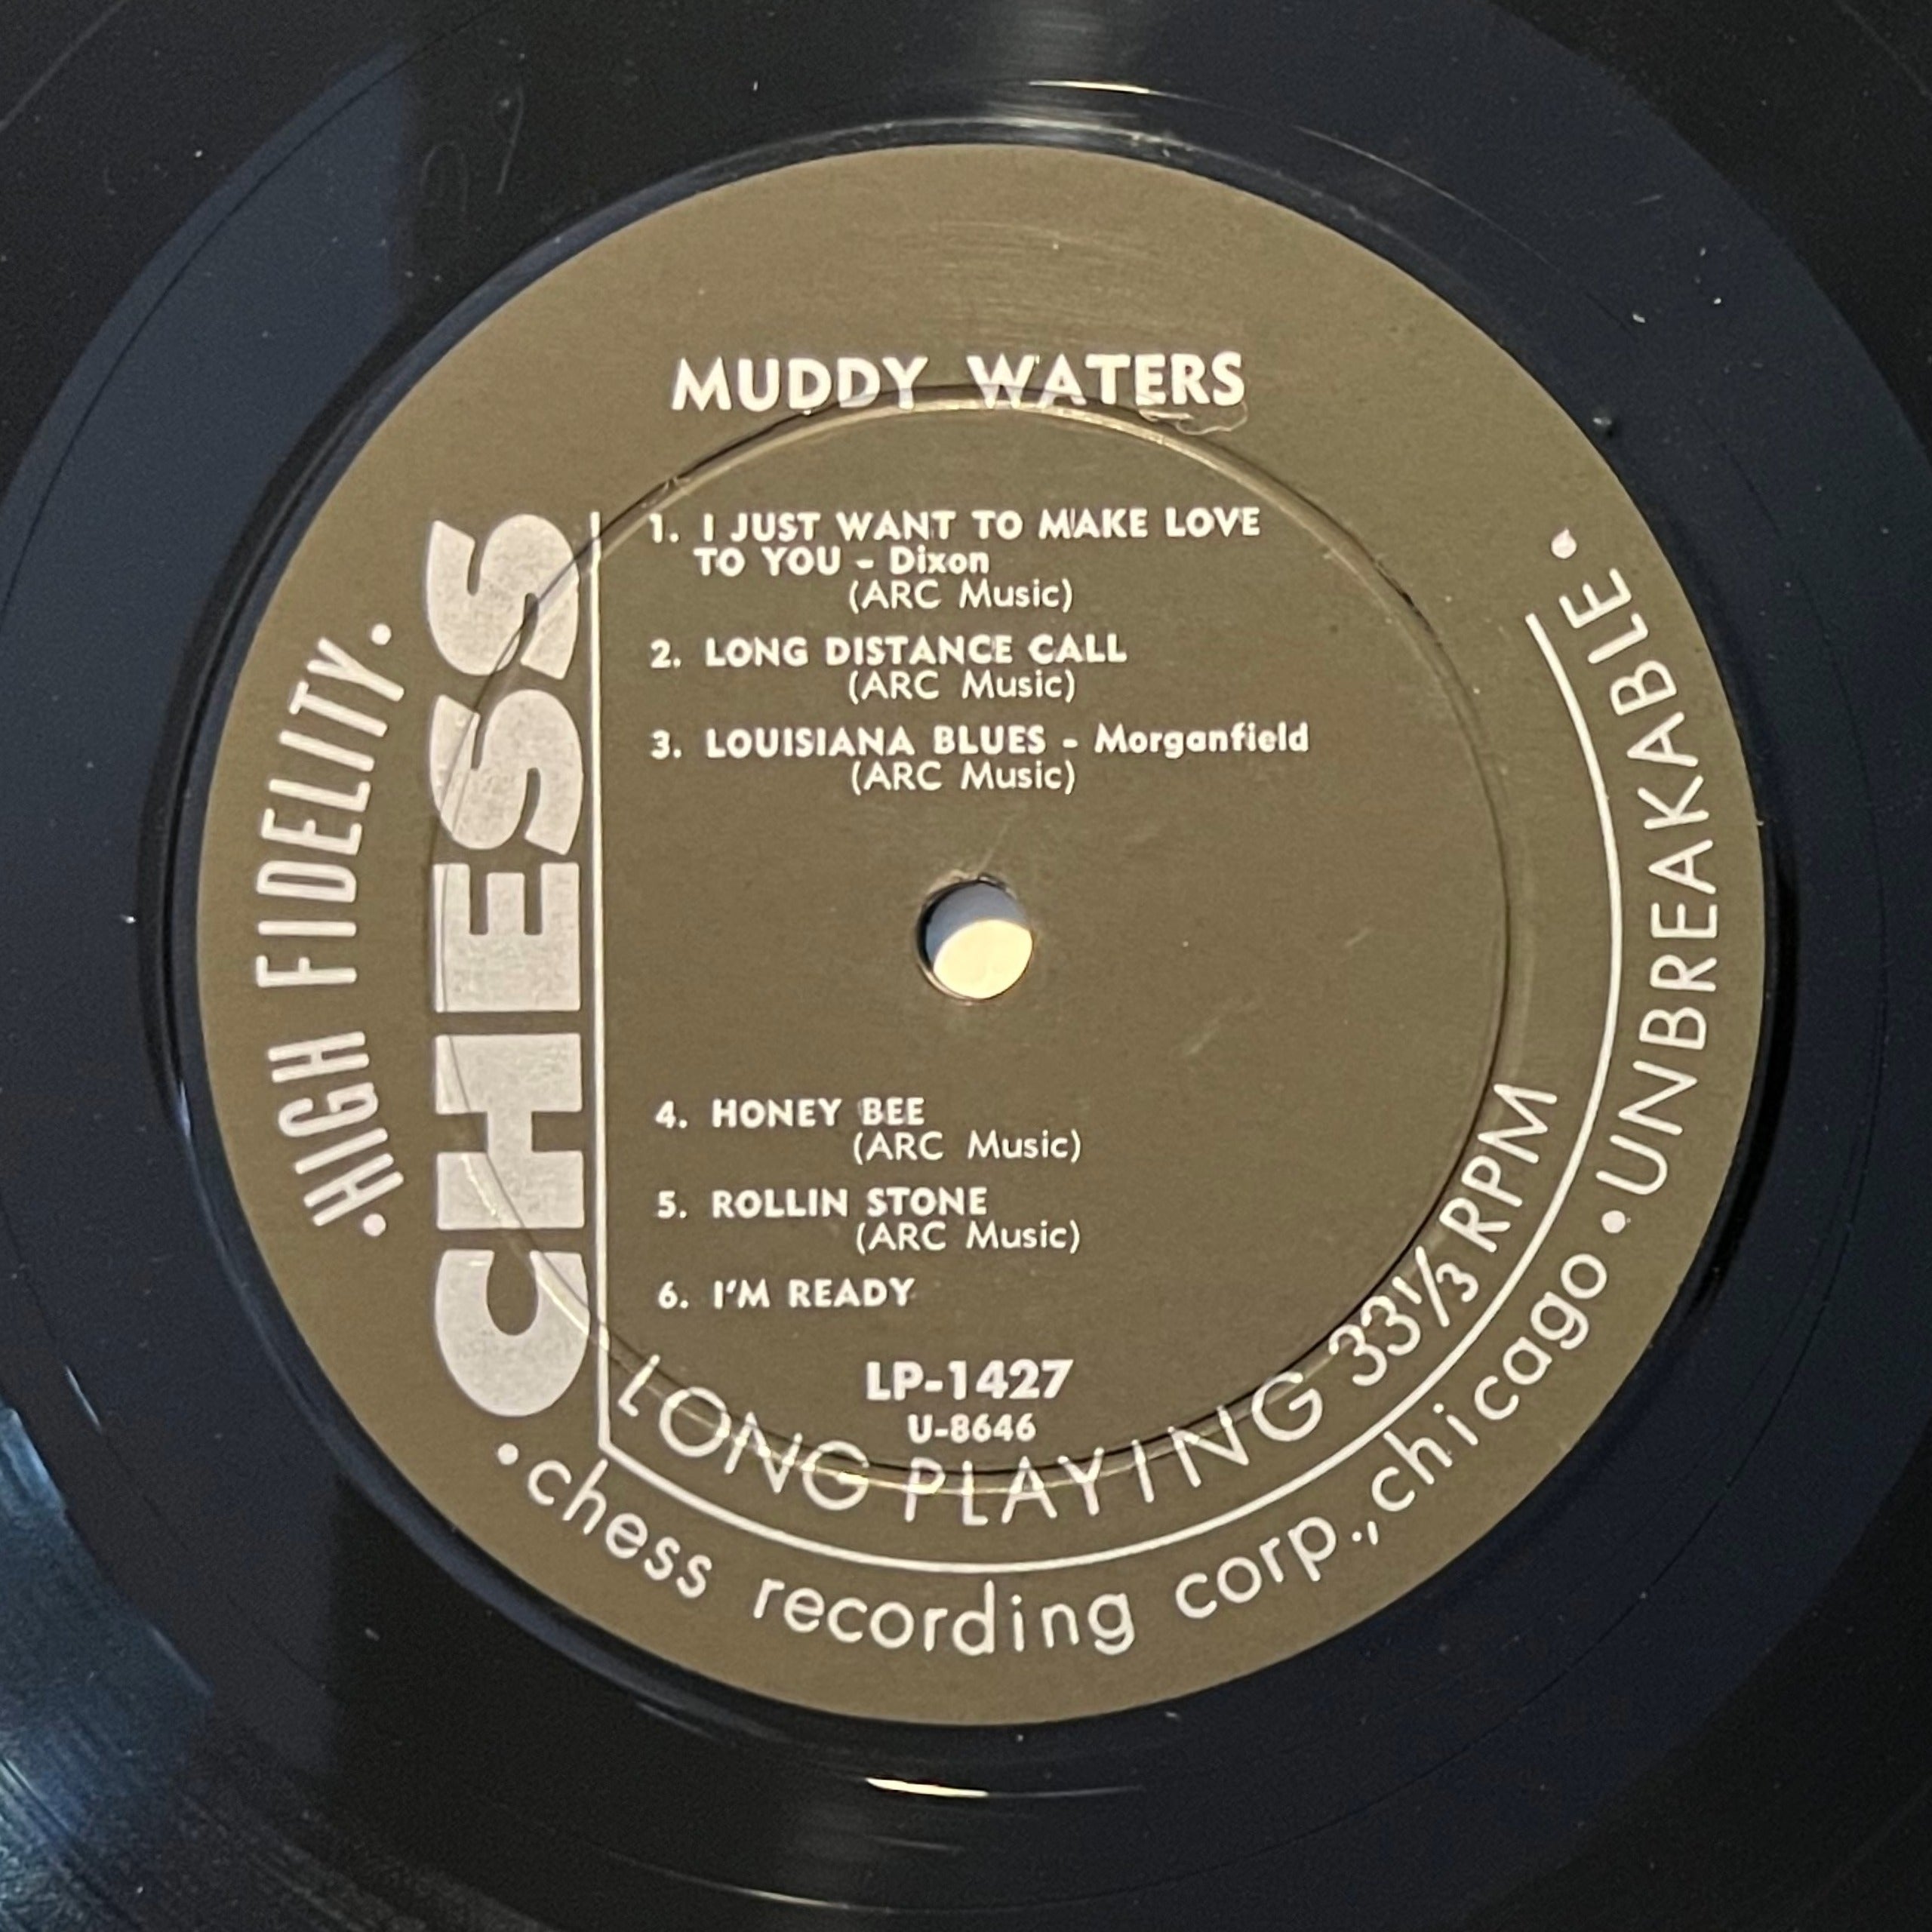 MUDDY WATERS
1. I JUST WANT TO MAKE LOVE
TO YOU - Dixon
(ARC Music)
2. LONG DISTANCE CALL
(ARC Music)
3. LOUISIANA BLUES - Morganfield
(ARC Music)
4. HONEY BEE
(ARC Music)
5. ROLLIN STONE
(ARC Music)
6. I'M READY
LP-1427
U-8646
LONG PLAYING 33⅓ RPM
CHESS
•HIGH FIDELITY•
•chess recording corp., chicago•UNBREAKABLE•